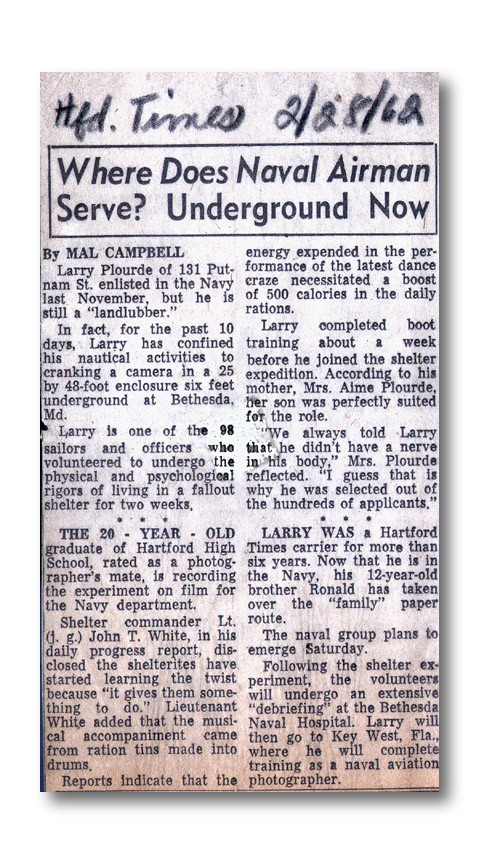 Hfd. Times 2/28/62
Where Does Naval Airman
Serve? Underground Now
By MAL CAMPBELL
Larry Plourde of 131 Put-
nam St. enlisted in the Navy
last November, but he is
still a "landlubber."
In fact, for the past 10
days, Larry has confined
his nautical activities to
cranking a camera in a 25
by 48-foot enclosure six feet
underground at Bethesda,
Md.
Larry is one of the 98
sailors and officers who
volunteered to undergo the
physical and psychological
rigors of living in a fallout
shelter for two weeks.
* * *
THE 20 - YEAR - OLD
graduate of Hartford High
School, rated as a photog-
rapher's mate, is recording
the experiment on film for
the Navy department.
Shelter commander Lt.
(j. g.) John T. White, in his
daily progress report, dis-
closed the shelterites have
started learning the twist
because "it gives them some-
thing to do." Lieutenant
White added that the musi-
cal accompaniment came
from ration tins made into
drums.
Reports indicate that the
energy expended in the per-
formance of the latest dance
craze necessitated a boost
of 500 calories in the daily
rations.
Larry completed boot
training about a week
before he joined the shelter
expedition. According to his
mother, Mrs. Aime Plourde,
her son was perfectly suited
for the role.
"We always told Larry
that he didn't have a nerve
in his body," Mrs. Plourde
reflected. "I guess that is
why he was selected out of
the hundreds of applicants."
* * *
LARRY WAS a Hartford
Times carrier for more than
six years. Now that he is in
the Navy, his 12-year-old
brother Ronald has taken
over the "family" paper
route.
The naval group plans to
emerge Saturday.
Following the shelter ex-
periment, the volunteers
will undergo an extensive
"debriefing" at the Bethesda
Naval Hospital. Larry will
then go to Key West, Fla.,
where he will complete
training as a naval aviation
photographer.